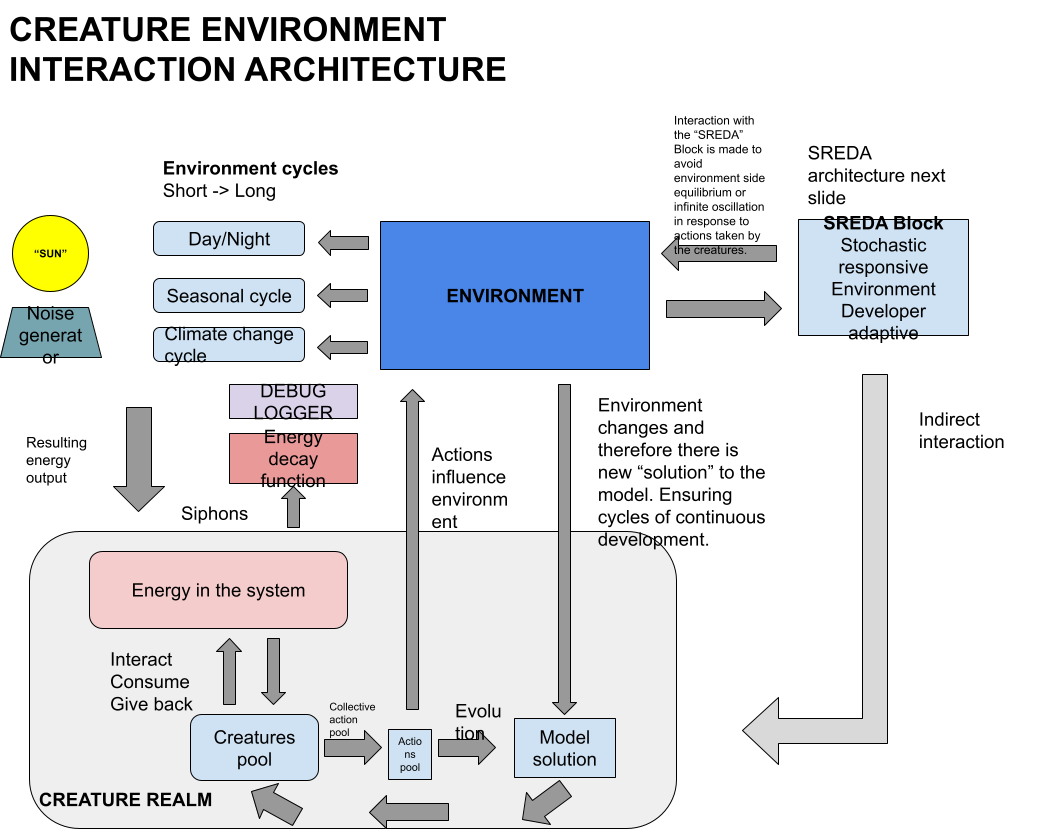 CREATURE ENVIRONMENT
INTERACTION ARCHITECTURE
Interaction with
the “SREDA”
Block is made to
avoid
environment side
equilibrium or
infinite oscillation
in response to
actions taken by
the creatures.
SREDA
architecture next
slide
Environment cycles
Short -> Long
“SUN”
Noise
generat
or
Day/Night
Seasonal cycle
Climate change
cycle
ENVIRONMENT
SREDA Block
Stochastic
responsive
Environment
Developer
adaptive
DEBUG
LOGGER
Energy
decay
function
Resulting
energy
output
Siphons
Actions
influence
environm
ent
Environment
changes and
therefore there is
new “solution” to the
model. Ensuring
cycles of continuous
development.
Indirect
interaction
Energy in the system
Interact
Consume
Give back
Creatures
pool
Collective
action
pool
Actio
ns
pool
Evolu
tion
Model
solution
CREATURE REALM